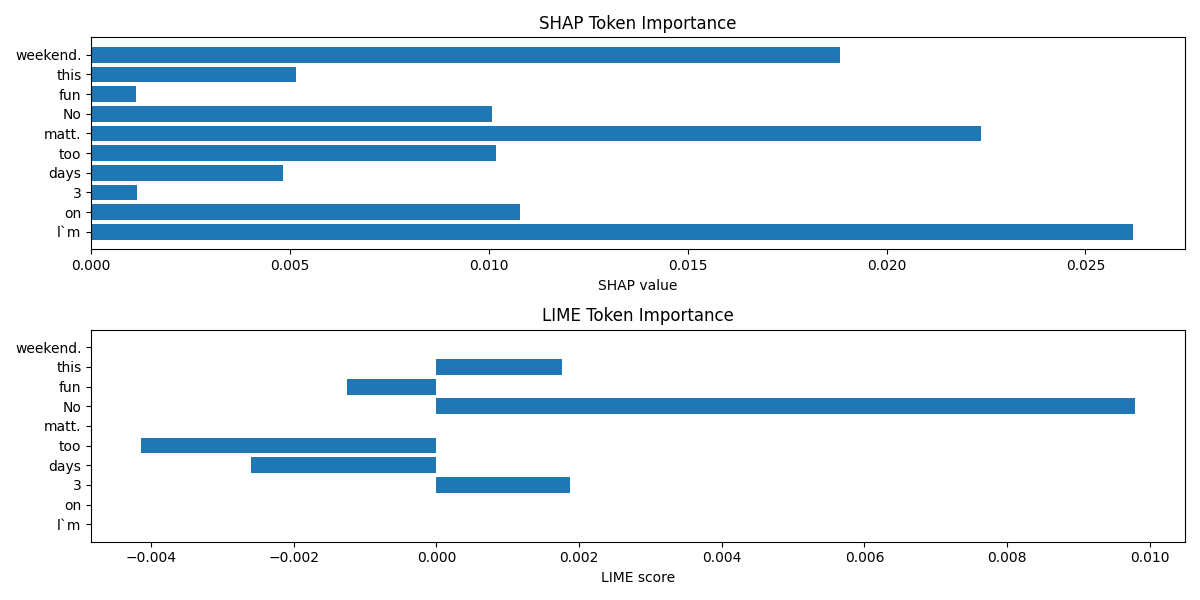 SHAP Token Importance
weekend.
this
fun
No
matt.
too
days
3
on
I`m
0.000 0.005 0.010 0.015 0.020 0.025
SHAP value
LIME Token Importance
weekend.
this
fun
No
matt.
too
days
3
on
I`m
−0.004 −0.002 0.000 0.002 0.004 0.006 0.008 0.010
LIME score